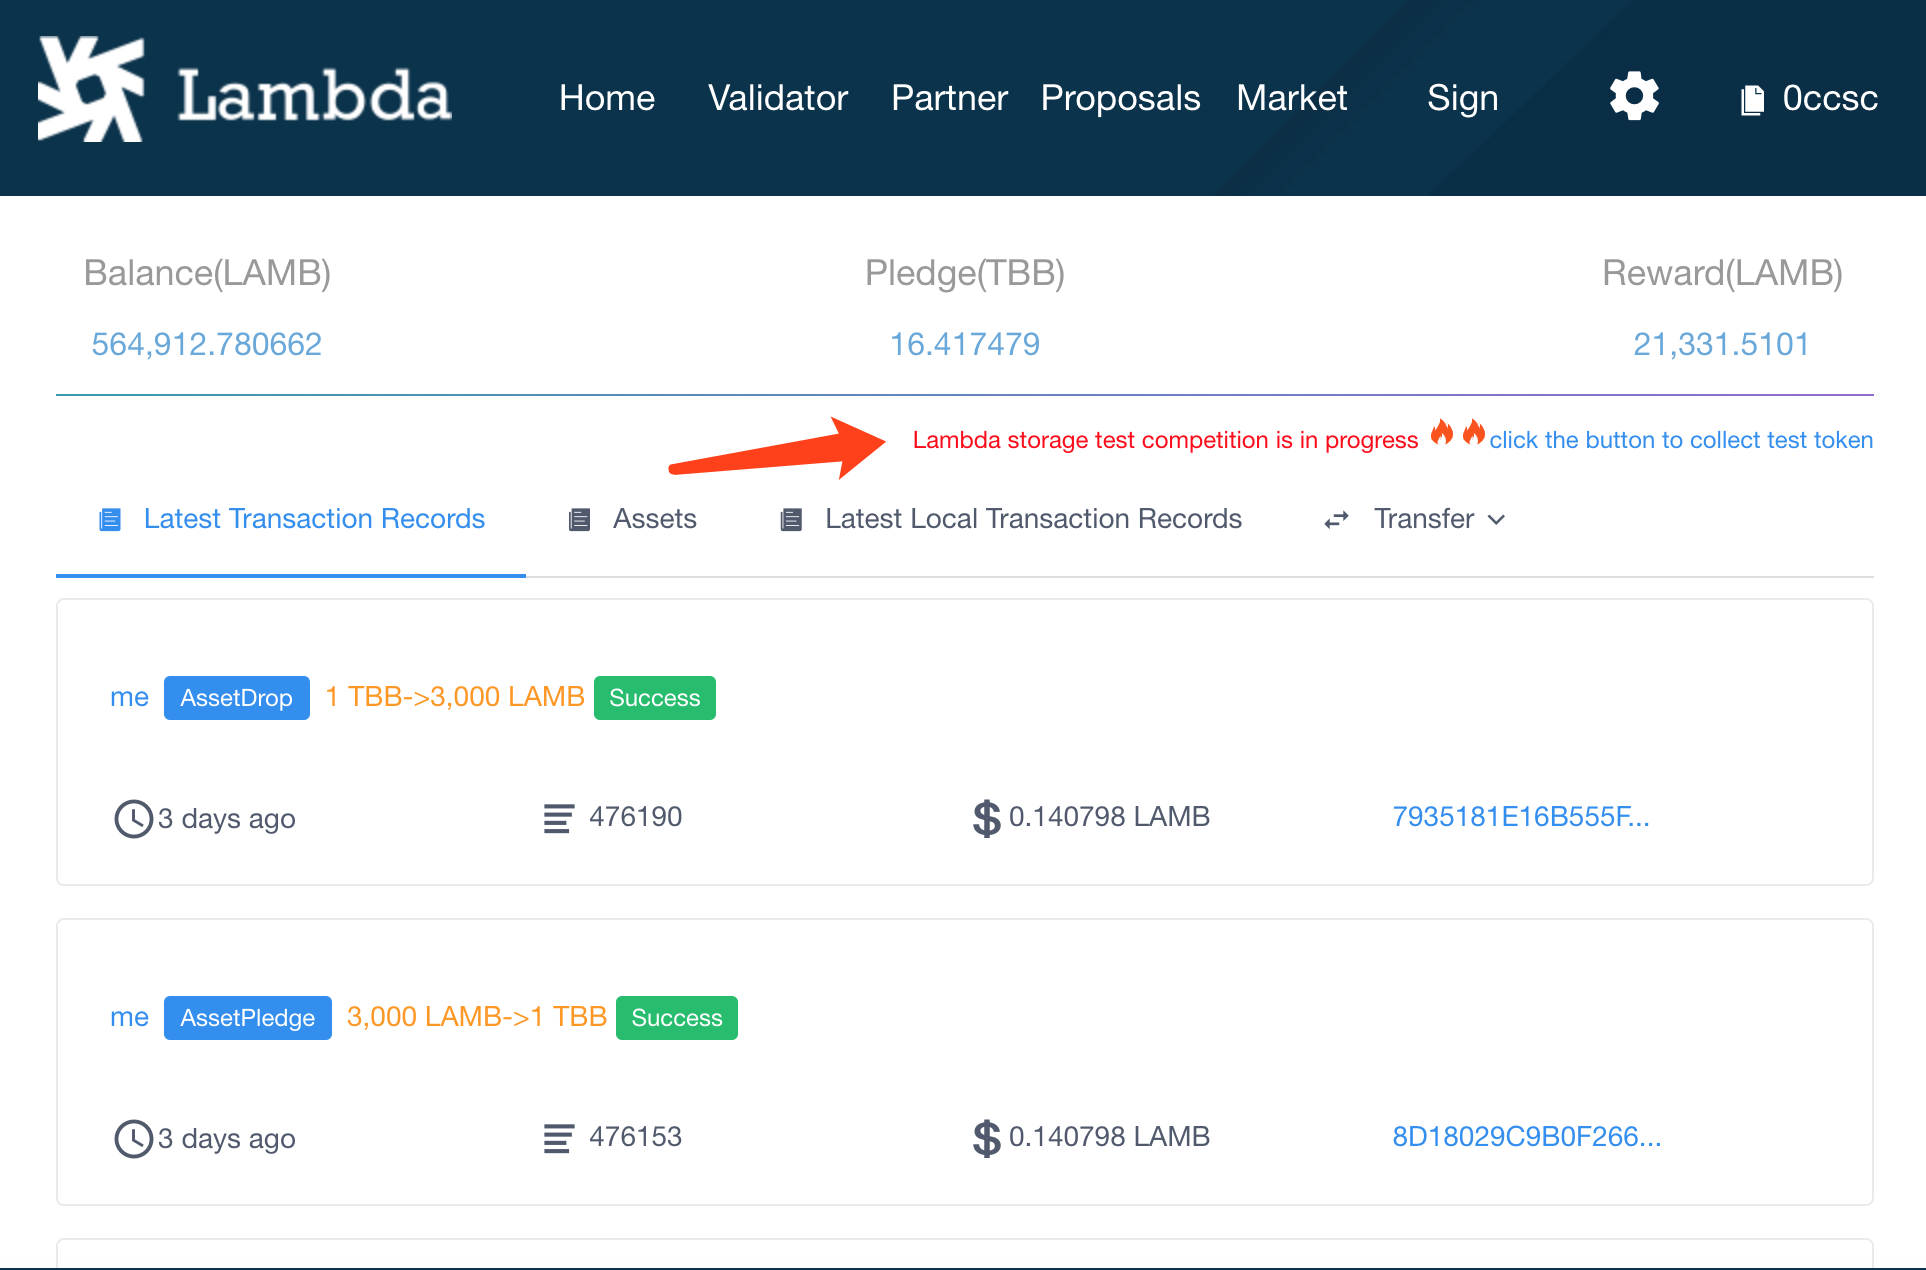 Lambda
Home Validator Partner Proposals Market Sign 0ccsc
Balance(LAMB) Pledge(TBB) Reward(LAMB)
564,912.780662 16.417479 21,331.5101
Lambda storage test competition is in progress 🔥🔥click the button to collect test token
Latest Transaction Records Assets Latest Local Transaction Records Transfer
me AssetDrop 1 TBB->3,000 LAMB Success
3 days ago 476190 $ 0.140798 LAMB 7935181E16B555F...
me AssetPledge 3,000 LAMB->1 TBB Success
3 days ago 476153 $ 0.140798 LAMB 8D18029C9B0F266...